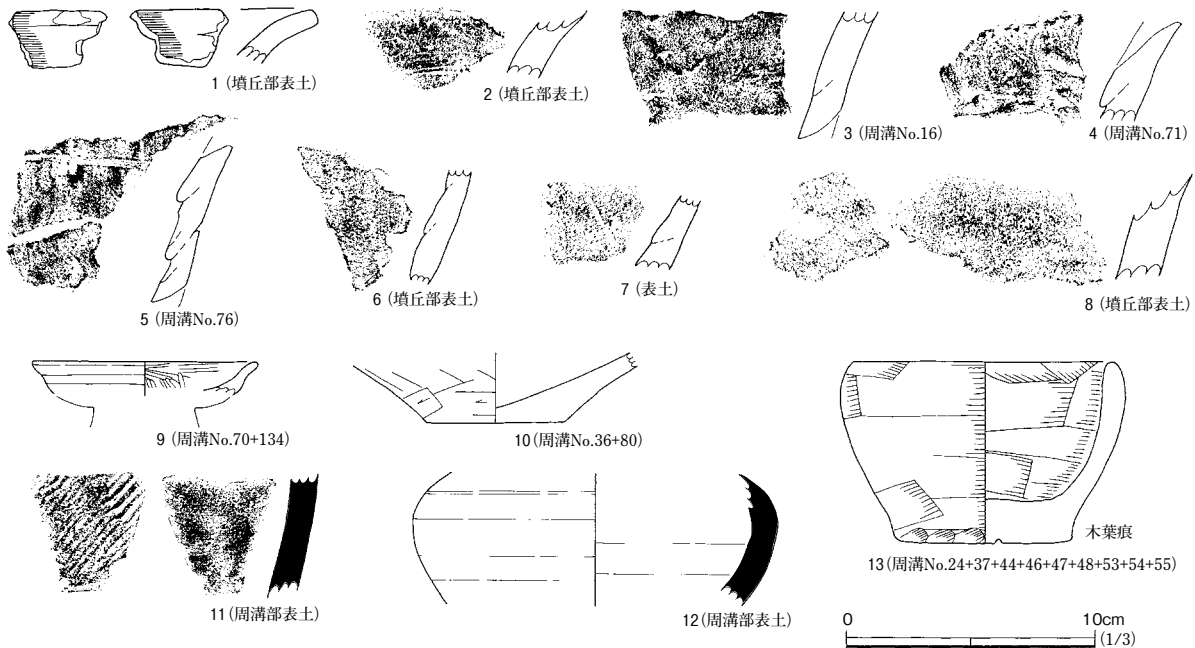 1（墳丘部表土）
2（墳丘部表土）
3（周溝No.16）
4（周溝No.71）
5（周溝No.76）
6（墳丘部表土）
7（表土）
8（墳丘部表土）
9（周溝No.70+134）
10（周溝No.36+80）
木葉痕
11（周溝部表土）
12（周溝部表土）
13（周溝No.24+37+44+46+47+48+53+54+55）
0 10cm
(1/3)